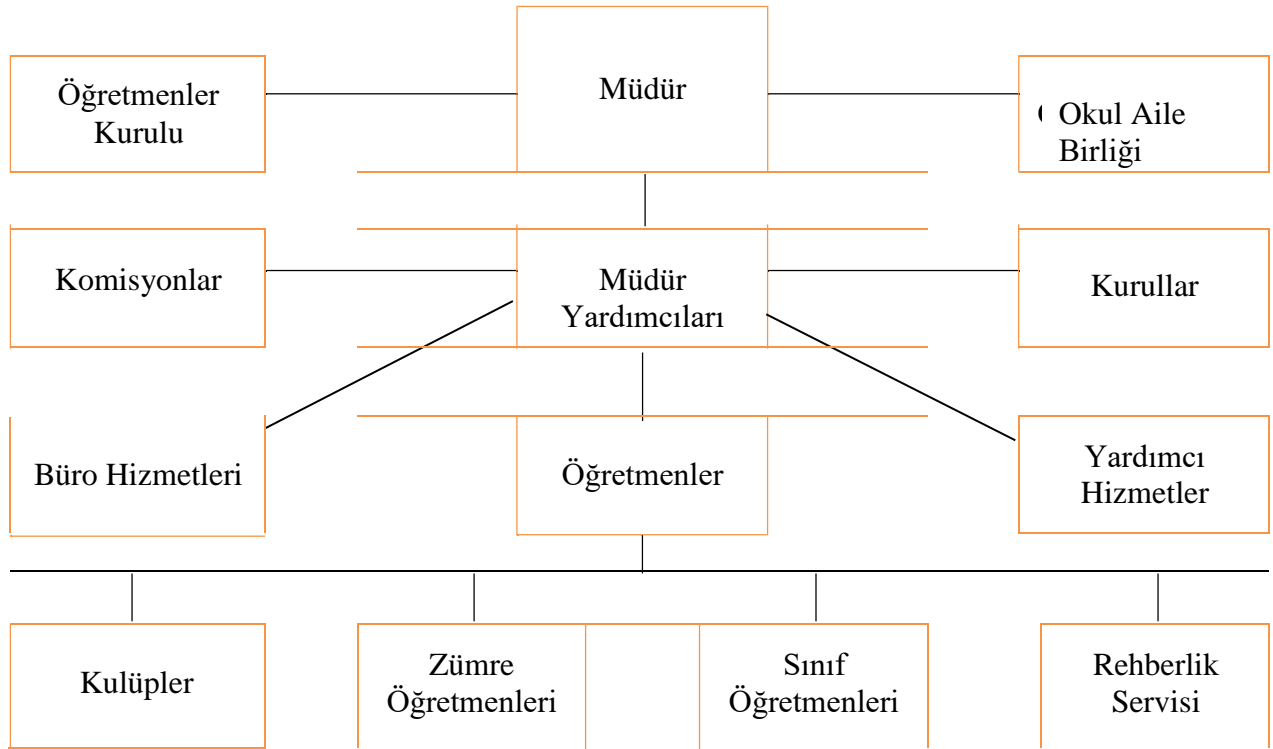 Öğretmenler
Kurulu
Müdür
Okul Aile
Birliği
Komisyonlar
Müdür
Yardımcıları
Kurullar
Büro Hizmetleri
Öğretmenler
Yardımcı
Hizmetler
Kulüpler
Zümre
Öğretmenleri
Sınıf
Öğretmenleri
Rehberlik
Servisi